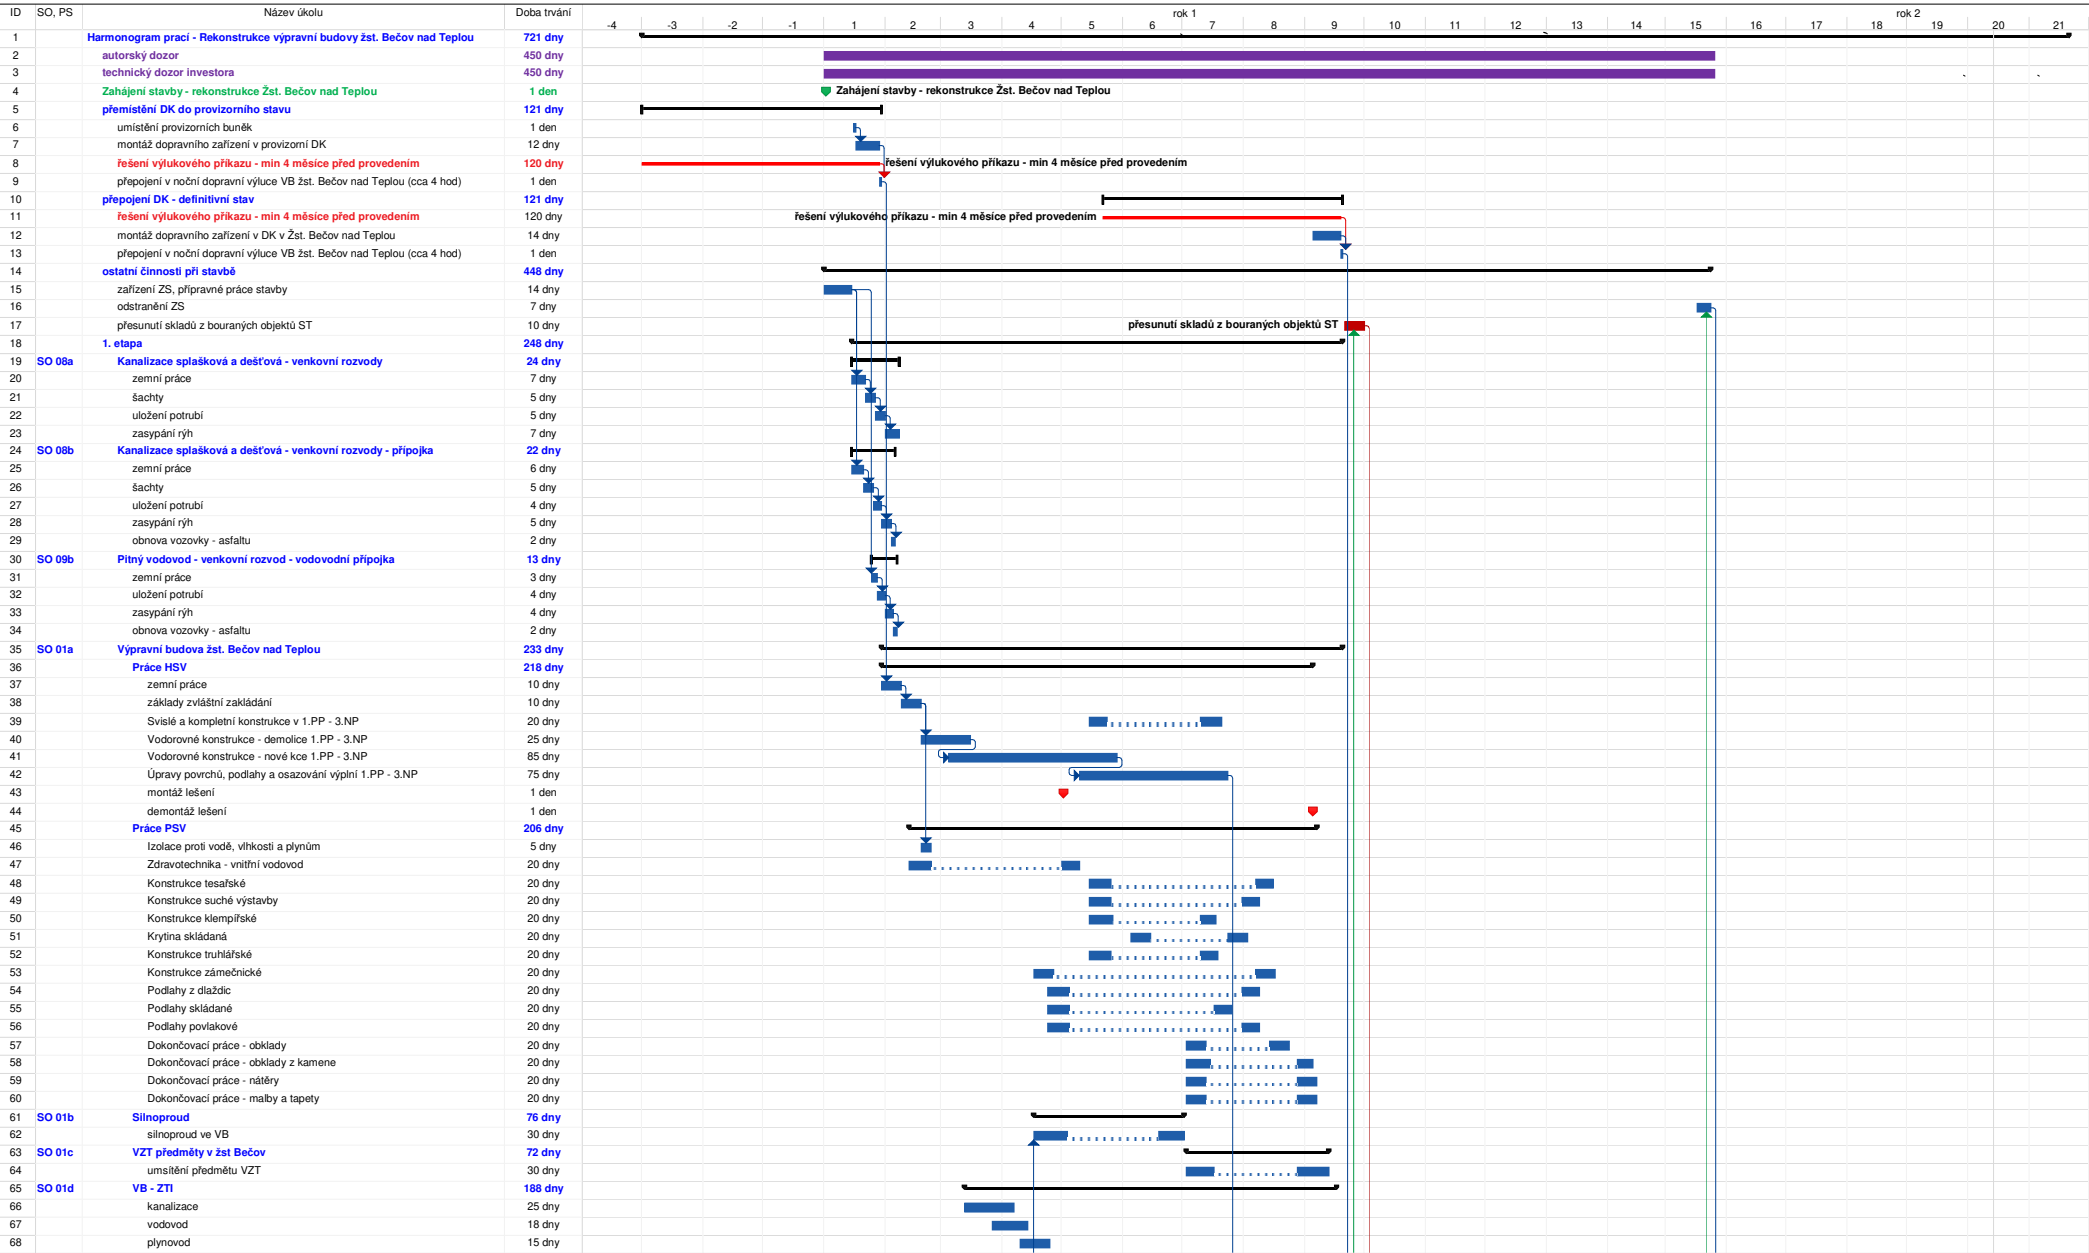 ID SO, PS Název úkolu Doba trvání rok 1 rok 2
-4 -3 -2 -1 1 2 3 4 5 6 7 8 9 10 11 12 13 14 15 16 17 18 19 20 21
1 Harmonogram prací - Rekonstrukce výpravní budovy žst. Bečov nad Teplou 721 dny
2 autorský dozor 450 dny
3 technický dozor investora 450 dny
4 Zahájení stavby - rekonstrukce Žst. Bečov nad Teplou 1 den Zahájení stavby - rekonstrukce Žst. Bečov nad Teplou
5 přemístění DK do provizorního stavu 121 dny
6 umístění provizorních buněk 1 den
7 montáž dopravního zařízení v provizorní DK 12 dny
8 řešení výlukového příkazu - min 4 měsíce před provedením 120 dny řešení výlukového příkazu - min 4 měsíce před provedením
9 přepojení v noční dopravní výluce VB žst. Bečov nad Teplou (cca 4 hod) 1 den
10 přepojení DK - definitivní stav 121 dny
11 řešení výlukového příkazu - min 4 měsíce před provedením 120 dny řešení výlukového příkazu - min 4 měsíce před provedením
12 montáž dopravního zařízení v DK v Žst. Bečov nad Teplou 14 dny
13 přepojení v noční dopravní výluce VB žst. Bečov nad Teplou (cca 4 hod) 1 den
14 ostatní činnosti při stavbě 448 dny
15 zařízení ZS, přípravné práce stavby 14 dny
16 odstranění ZS 7 dny
17 přesunutí skladů z bouraných objektů ST 10 dny přesunutí skladů z bouraných objektů ST
18 1. etapa 248 dny
19 SO 08a Kanalizace splašková a dešťová - venkovní rozvody 24 dny
20 zemní práce 7 dny
21 šachty 5 dny
22 uložení potrubí 5 dny
23 zasypání rýh 7 dny
24 SO 08b Kanalizace splašková a dešťová - venkovní rozvody - přípojka 22 dny
25 zemní práce 6 dny
26 šachty 5 dny
27 uložení potrubí 4 dny
28 zasypání rýh 5 dny
29 obnova vozovky - asfaltu 2 dny
30 SO 09b Pitný vodovod - venkovní rozvod - vodovodní přípojka 13 dny
31 zemní práce 3 dny
32 uložení potrubí 4 dny
33 zasypání rýh 4 dny
34 obnova vozovky - asfaltu 2 dny
35 SO 01a Výpravní budova žst. Bečov nad Teplou 233 dny
36 Práce HSV 218 dny
37 zemní práce 10 dny
38 základy zvláštní zakládání 10 dny
39 Svislé a kompletní konstrukce v 1.PP - 3.NP 20 dny
40 Vodorovné konstrukce - demolice 1.PP - 3.NP 25 dny
41 Vodorovné konstrukce - nové kce 1.PP - 3.NP 85 dny
42 Úpravy povrchů, podlahy a osazování výplní 1.PP - 3.NP 75 dny
43 montáž lešení 1 den
44 demontáž lešení 1 den
45 Práce PSV 206 dny
46 Izolace proti vodě, vlhkosti a plynům 5 dny
47 Zdravotechnika - vnitřní vodovod 20 dny
48 Konstrukce tesařské 20 dny
49 Konstrukce suché výstavby 20 dny
50 Konstrukce klempířské 20 dny
51 Krytina skládaná 20 dny
52 Konstrukce truhlářské 20 dny
53 Konstrukce zámečnické 20 dny
54 Podlahy z dlaždic 20 dny
55 Podlahy skládané 20 dny
56 Podlahy povlakové 20 dny
57 Dokončovací práce - obklady 20 dny
58 Dokončovací práce - obklady z kamene 20 dny
59 Dokončovací práce - nátěry 20 dny
60 Dokončovací práce - malby a tapety 20 dny
61 SO 01b Silnoproud 76 dny
62 silnoproud ve VB 30 dny
63 SO 01c VZT předměty v žst Bečov 72 dny
64 umsítění předmětu VZT 30 dny
65 SO 01d VB - ZTI 188 dny
66 kanalizace 25 dny
67 vodovod 18 dny
68 plynovod 15 dny